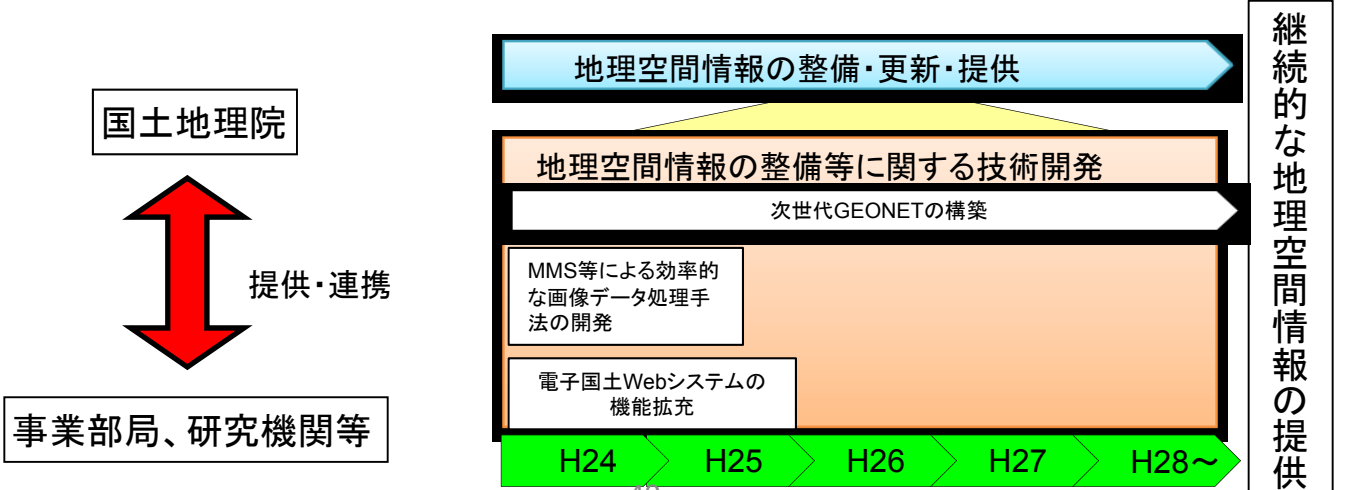 国土地理院
提供・連携
事業部局、研究機関等
地理空間情報の整備・更新・提供
地理空間情報の整備等に関する技術開発
次世代GEONETの構築
MMS等による効率的
な画像データ処理手
法の開発
電子国土Webシステムの
機能拡充
H24
H25
H26
H27
H28～
継続的な地理空間情報の提供